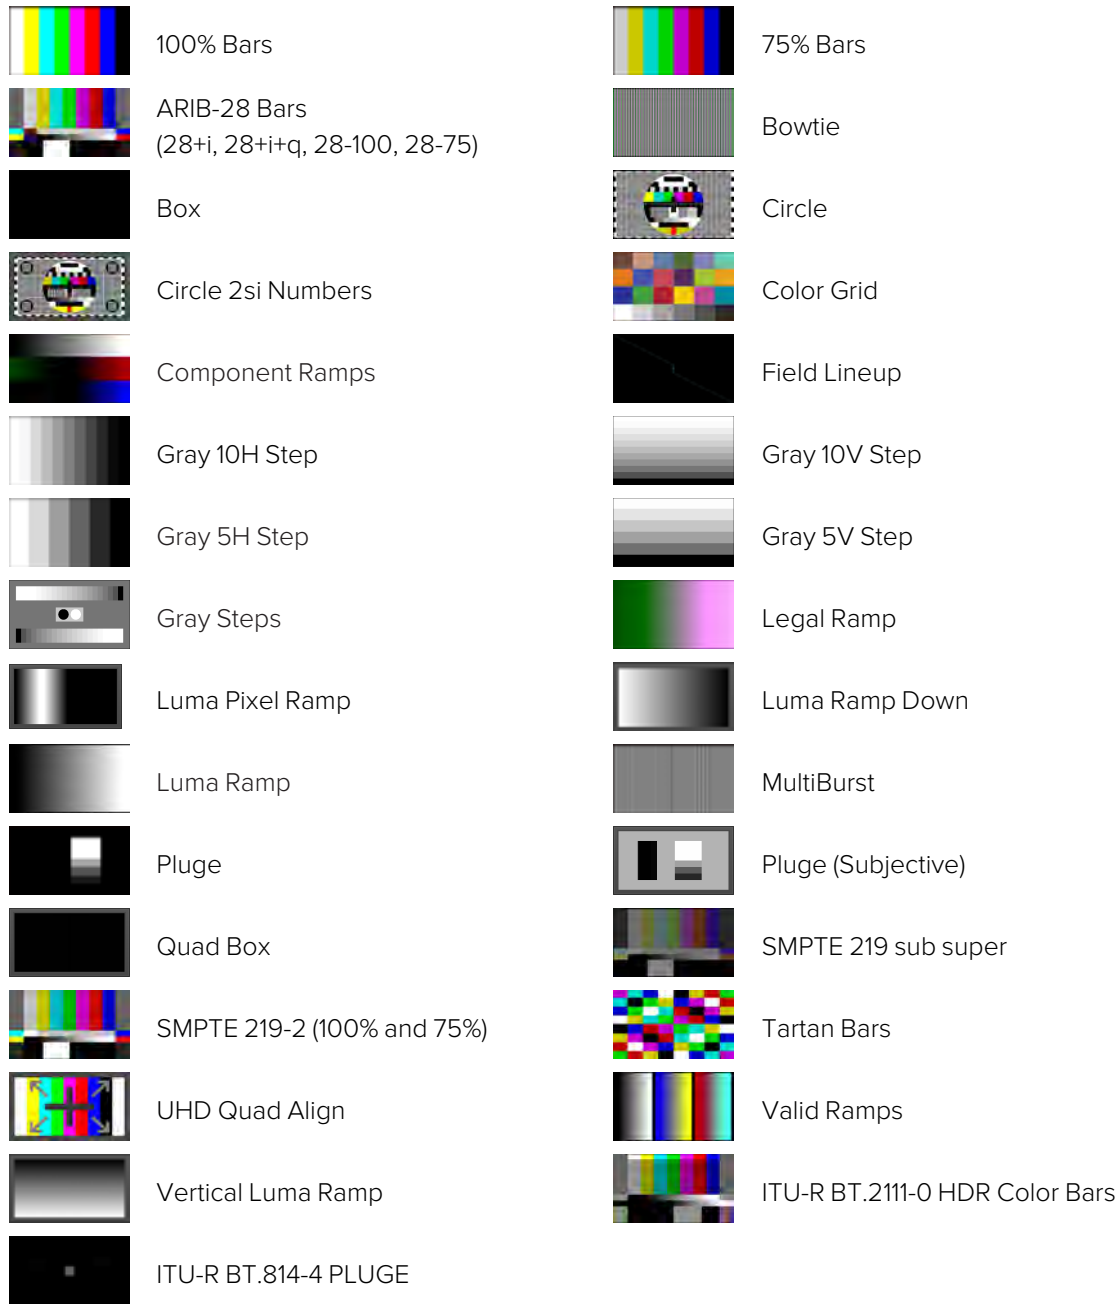 100% Bars
75% Bars
ARIB-28 Bars
(28+i, 28+i+q, 28-100, 28-75)
Bowtie
Box
Circle
Circle 2si Numbers
Color Grid
Component Ramps
Field Lineup
Gray 10H Step
Gray 10V Step
Gray 5H Step
Gray 5V Step
Gray Steps
Legal Ramp
Luma Pixel Ramp
Luma Ramp Down
Luma Ramp
MultiBurst
Pluge
Pluge (Subjective)
Quad Box
SMPTE 219 sub super
SMPTE 219-2 (100% and 75%)
Tartan Bars
UHD Quad Align
Valid Ramps
Vertical Luma Ramp
ITU-R BT.2111-0 HDR Color Bars
ITU-R BT.814-4 PLUGE